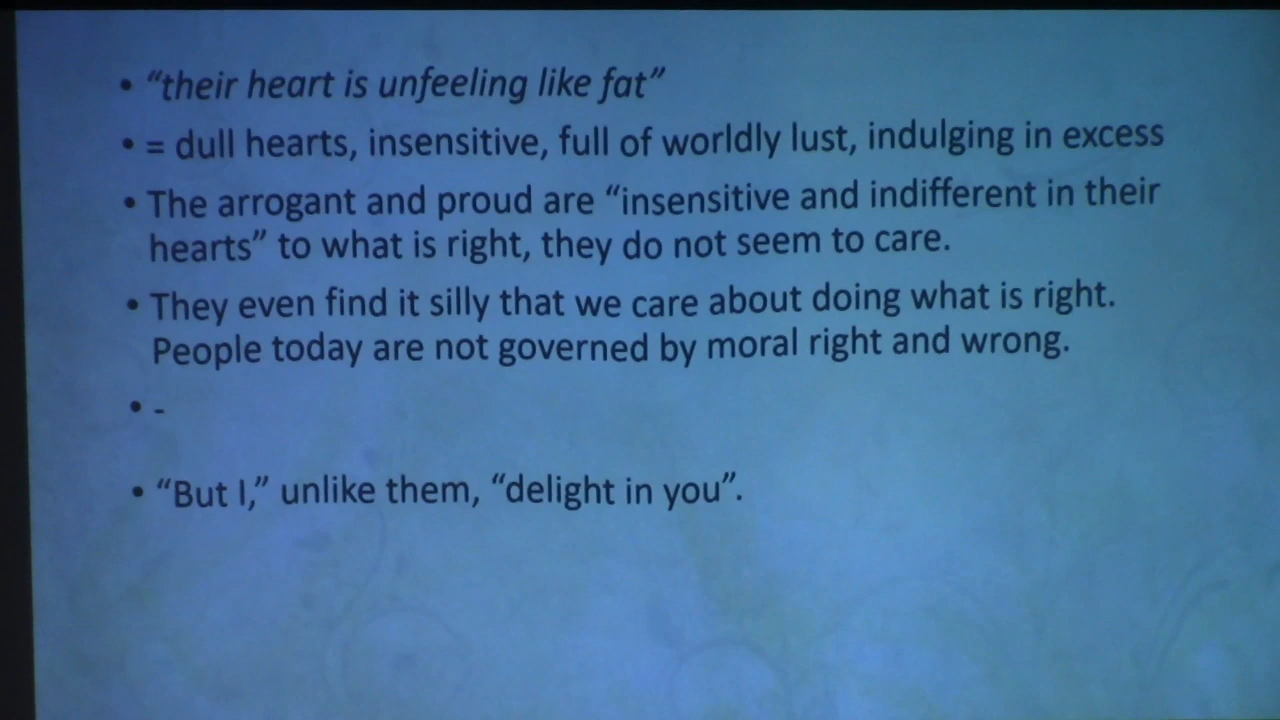 • “their heart is unfeeling like fat”
• = dull hearts, insensitive, full of worldly lust, indulging in excess
• The arrogant and proud are “insensitive and indifferent in their
hearts” to what is right, they do not seem to care.
• They even find it silly that we care about doing what is right.
People today are not governed by moral right and wrong.
• -
• “But I,” unlike them, “delight in you”.